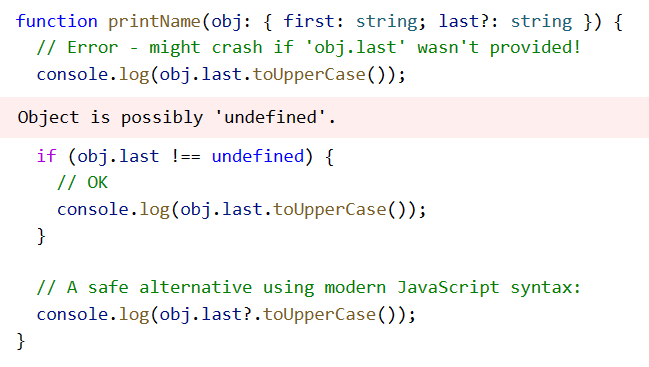 function printName(obj: { first: string; last?: string }) {
// Error - might crash if 'obj.last' wasn't provided!
console.log(obj.last.toUpperCase());
Object is possibly 'undefined'.
if (obj.last !== undefined) {
// OK
console.log(obj.last.toUpperCase());
}
// A safe alternative using modern JavaScript syntax:
console.log(obj.last?.toUpperCase());
}